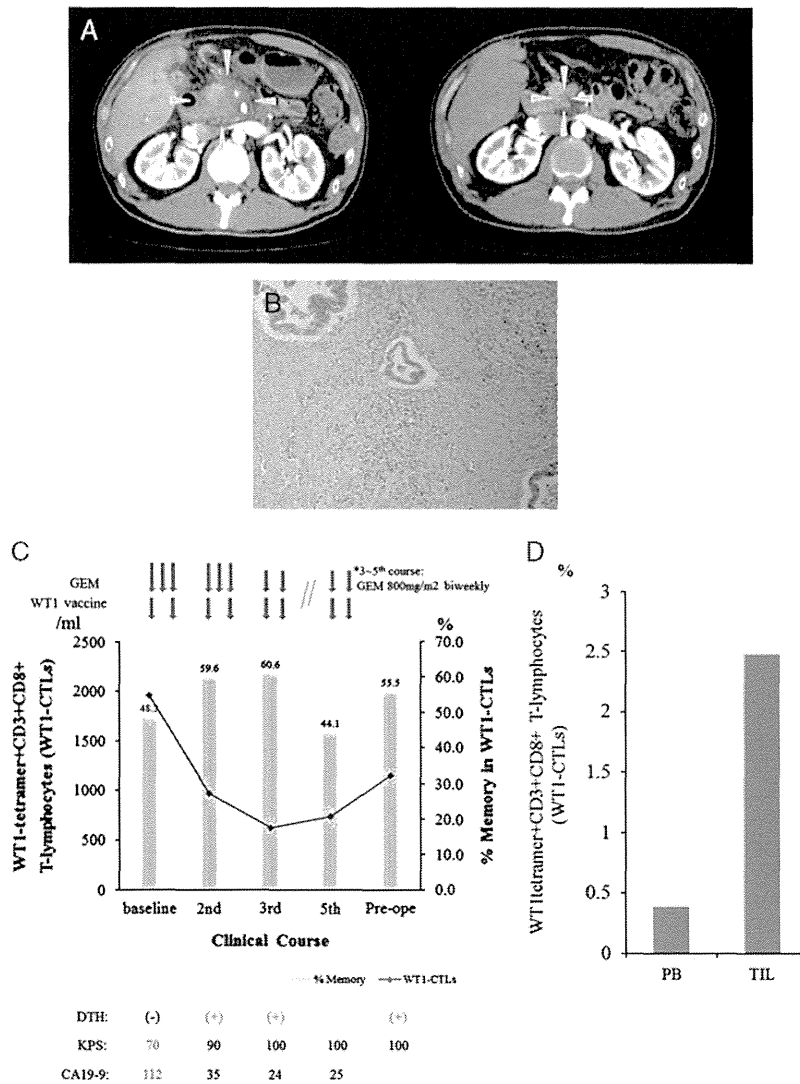 A
B
C
GEM
WT1 vaccine
*3~5th course:
GEM 800mg/m2 biweekly
/ml
%
WT1-tetramer+CD3+CD8+
T-lymphocytes (WT1-CTLs)
2500
2000
1500
1000
500
0
59.6
60.6
44.1
55.5
70.0
60.0
50.0
40.0
30.0
20.0
10.0
0.0
% Memory in WT1-CTLs
baseline 2nd 3rd 5th Pre-ope
Clinical Course
% Memory WT1-CTLs
DTH: (-) (+) (+) (+)
KPS: 70 90 100 100 100
CA19-9: 112 35 24 25
D
%
WT1tetramer+CD3+CD8+ T-lymphocytes
(WT1-CTLs)
3
2.5
2
1.5
1
0.5
0
PB TIL